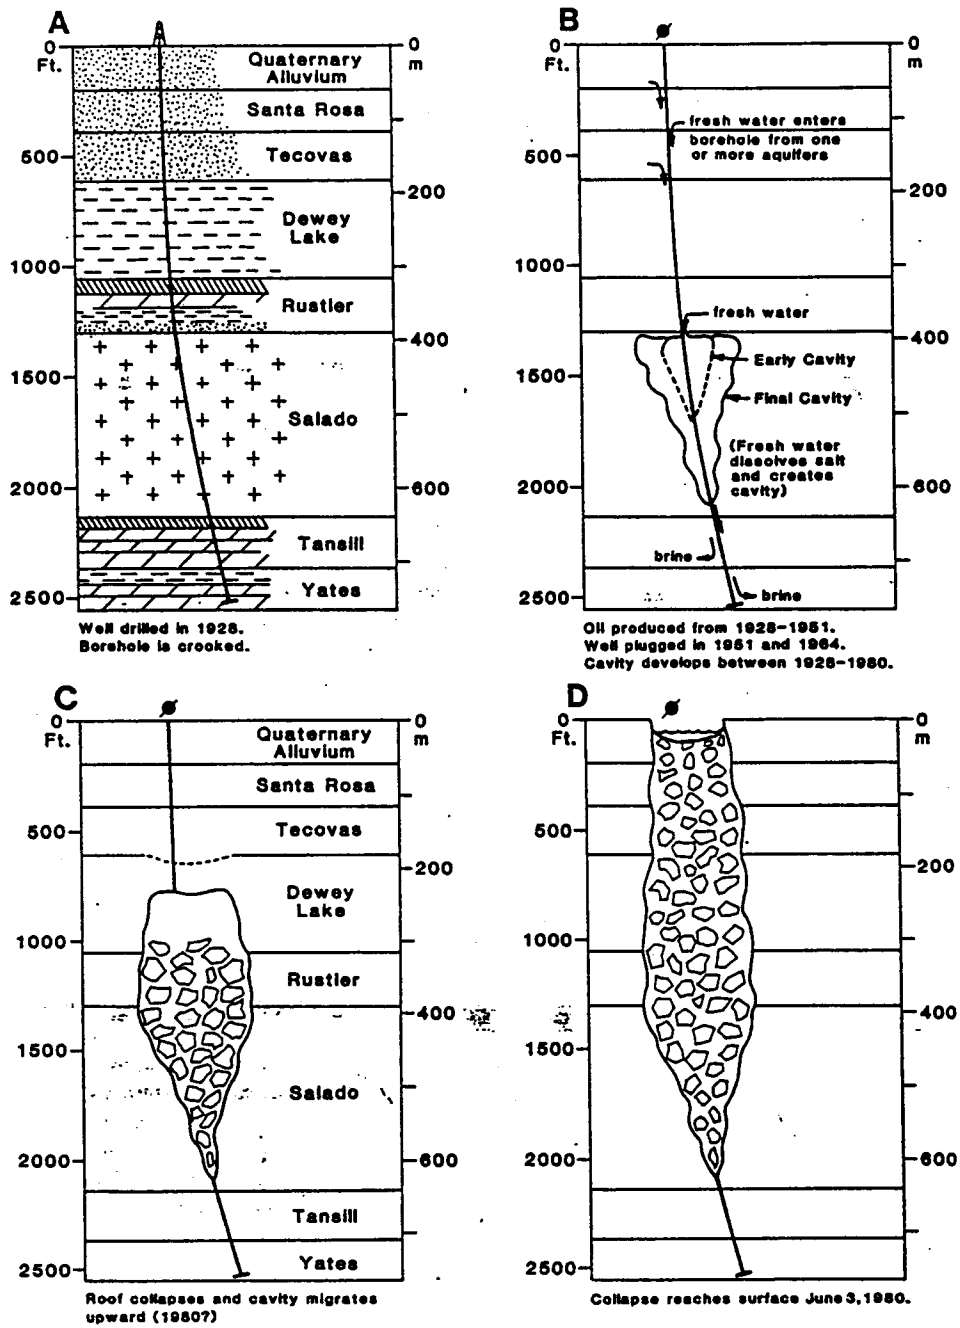 A
0
Ft.
500
1000
1500
2000
2500
Quaternary
Alluvium
Santa Rosa
Tecovas
Dewey
Lake
Rustler
Salado
Tansill
Yates
0
m
200
400
600
Well drilled in 1928.
Borehole is crooked.
B
0
Ft.
500
1000
1500
2000
2500
fresh water enters
borehole from one
or more aquifers
fresh water
Early Cavity
Final Cavity
(Fresh water
dissolves salt
and creates
cavity)
brine
brine
0
m
200
400
600
Oil produced from 1928-1951.
Well plugged in 1951 and 1964.
Cavity develops between 1928-1980.
C
0
Ft.
500
1000
1500
2000
2500
Quaternary
Alluvium
Santa Rosa
Tecovas
Dewey
Lake
Rustler
Salado
Tansill
Yates
0
m
200
400
600
Roof collapses and cavity migrates
upward (1980?)
D
0
Ft.
500
1000
1500
2000
2500
0
m
200
400
600
Collapse reaches surface June 3, 1980.